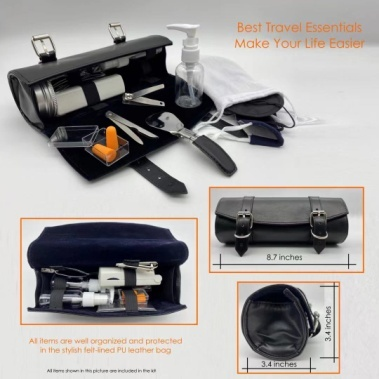 Best Travel Essentials
Make Your Life Easier
8.7 inches
3.4 inches
3.4 inches
All items are well organized and protected
in the stylish felt-lined PU leather bag
All items shown in this picture are included in the kit